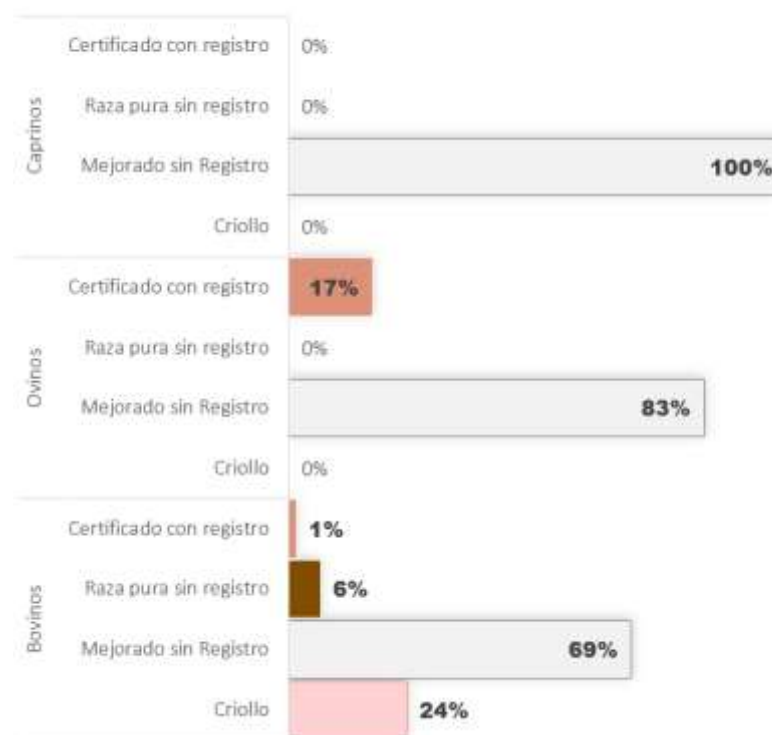 Caprinos
Certificado con registro 0%
Raza pura sin registro 0%
Mejorado sin Registro 100%
Criollo 0%
Ovinos
Certificado con registro 17%
Raza pura sin registro 0%
Mejorado sin Registro 83%
Criollo 0%
Bovinos
Certificado con registro 1%
Raza pura sin registro 6%
Mejorado sin Registro 69%
Criollo 24%